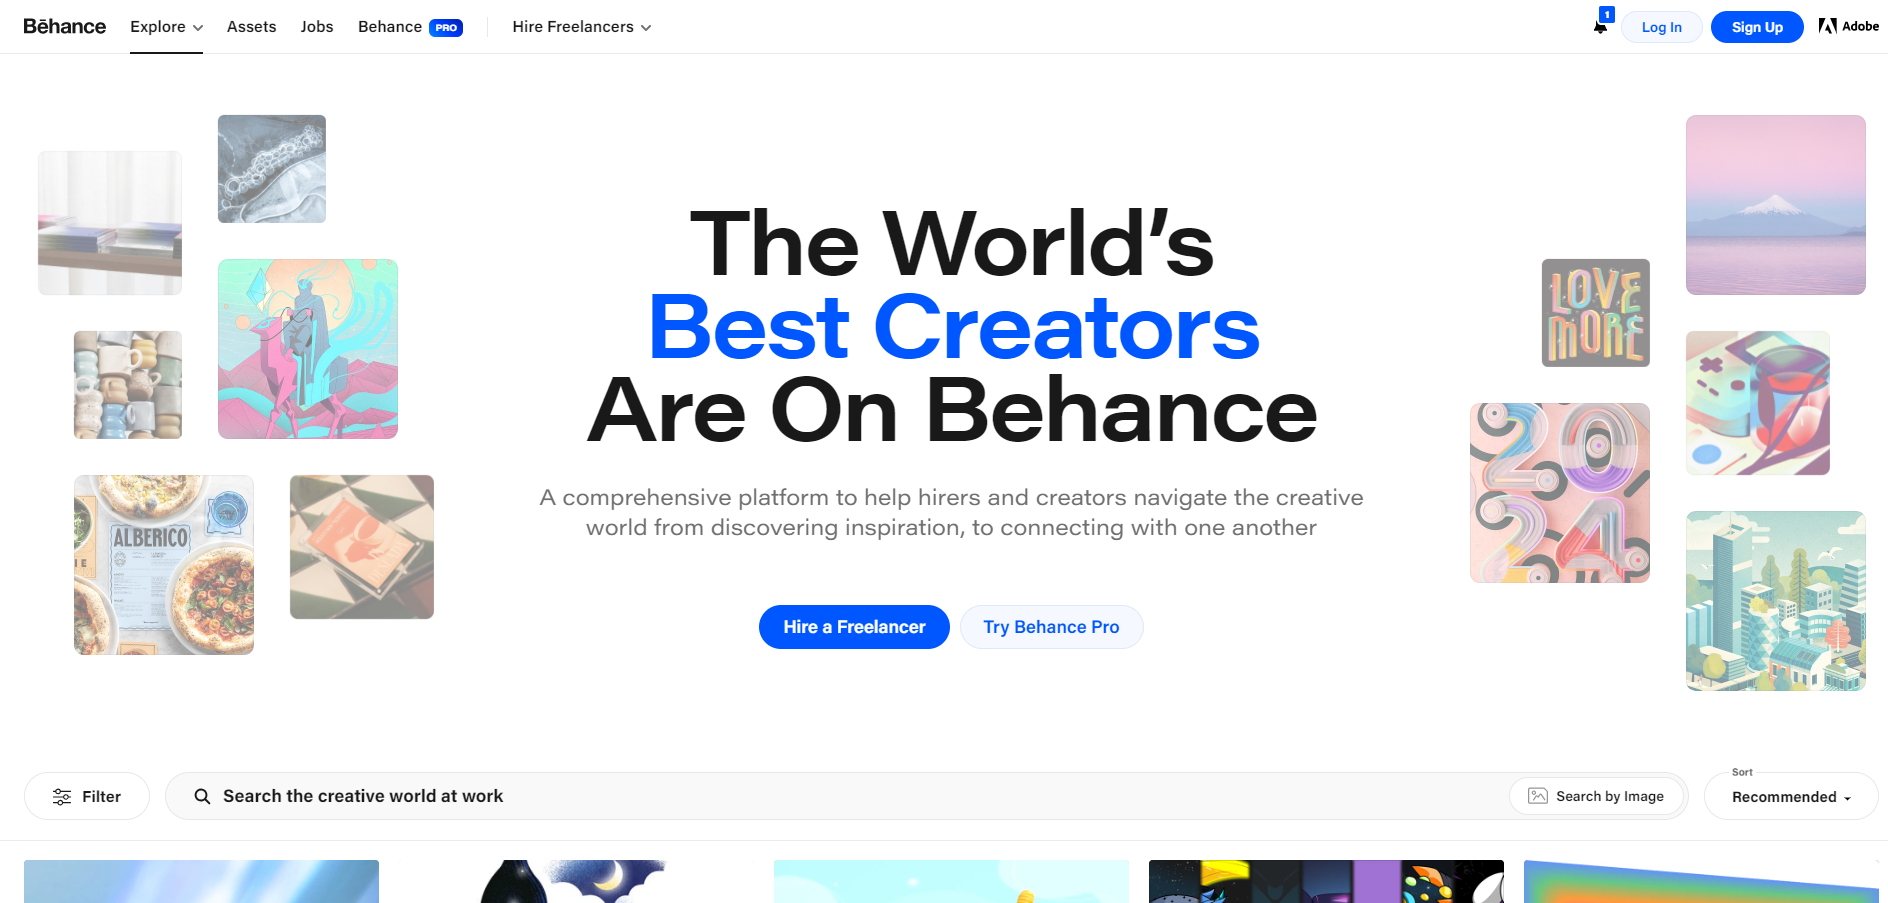 Bēhance
Explore
Assets
Jobs
Behance PRO
Hire Freelancers
1
Log In
Sign Up
Adobe
The World's
Best Creators
Are On Behance
A comprehensive platform to help hirers and creators navigate the creative
world from discovering inspiration, to connecting with one another
Hire a Freelancer
Try Behance Pro
LOVE
MORE
20
24
ALBERICO
Filter
Search the creative world at work
Search by Image
Sort
Recommended